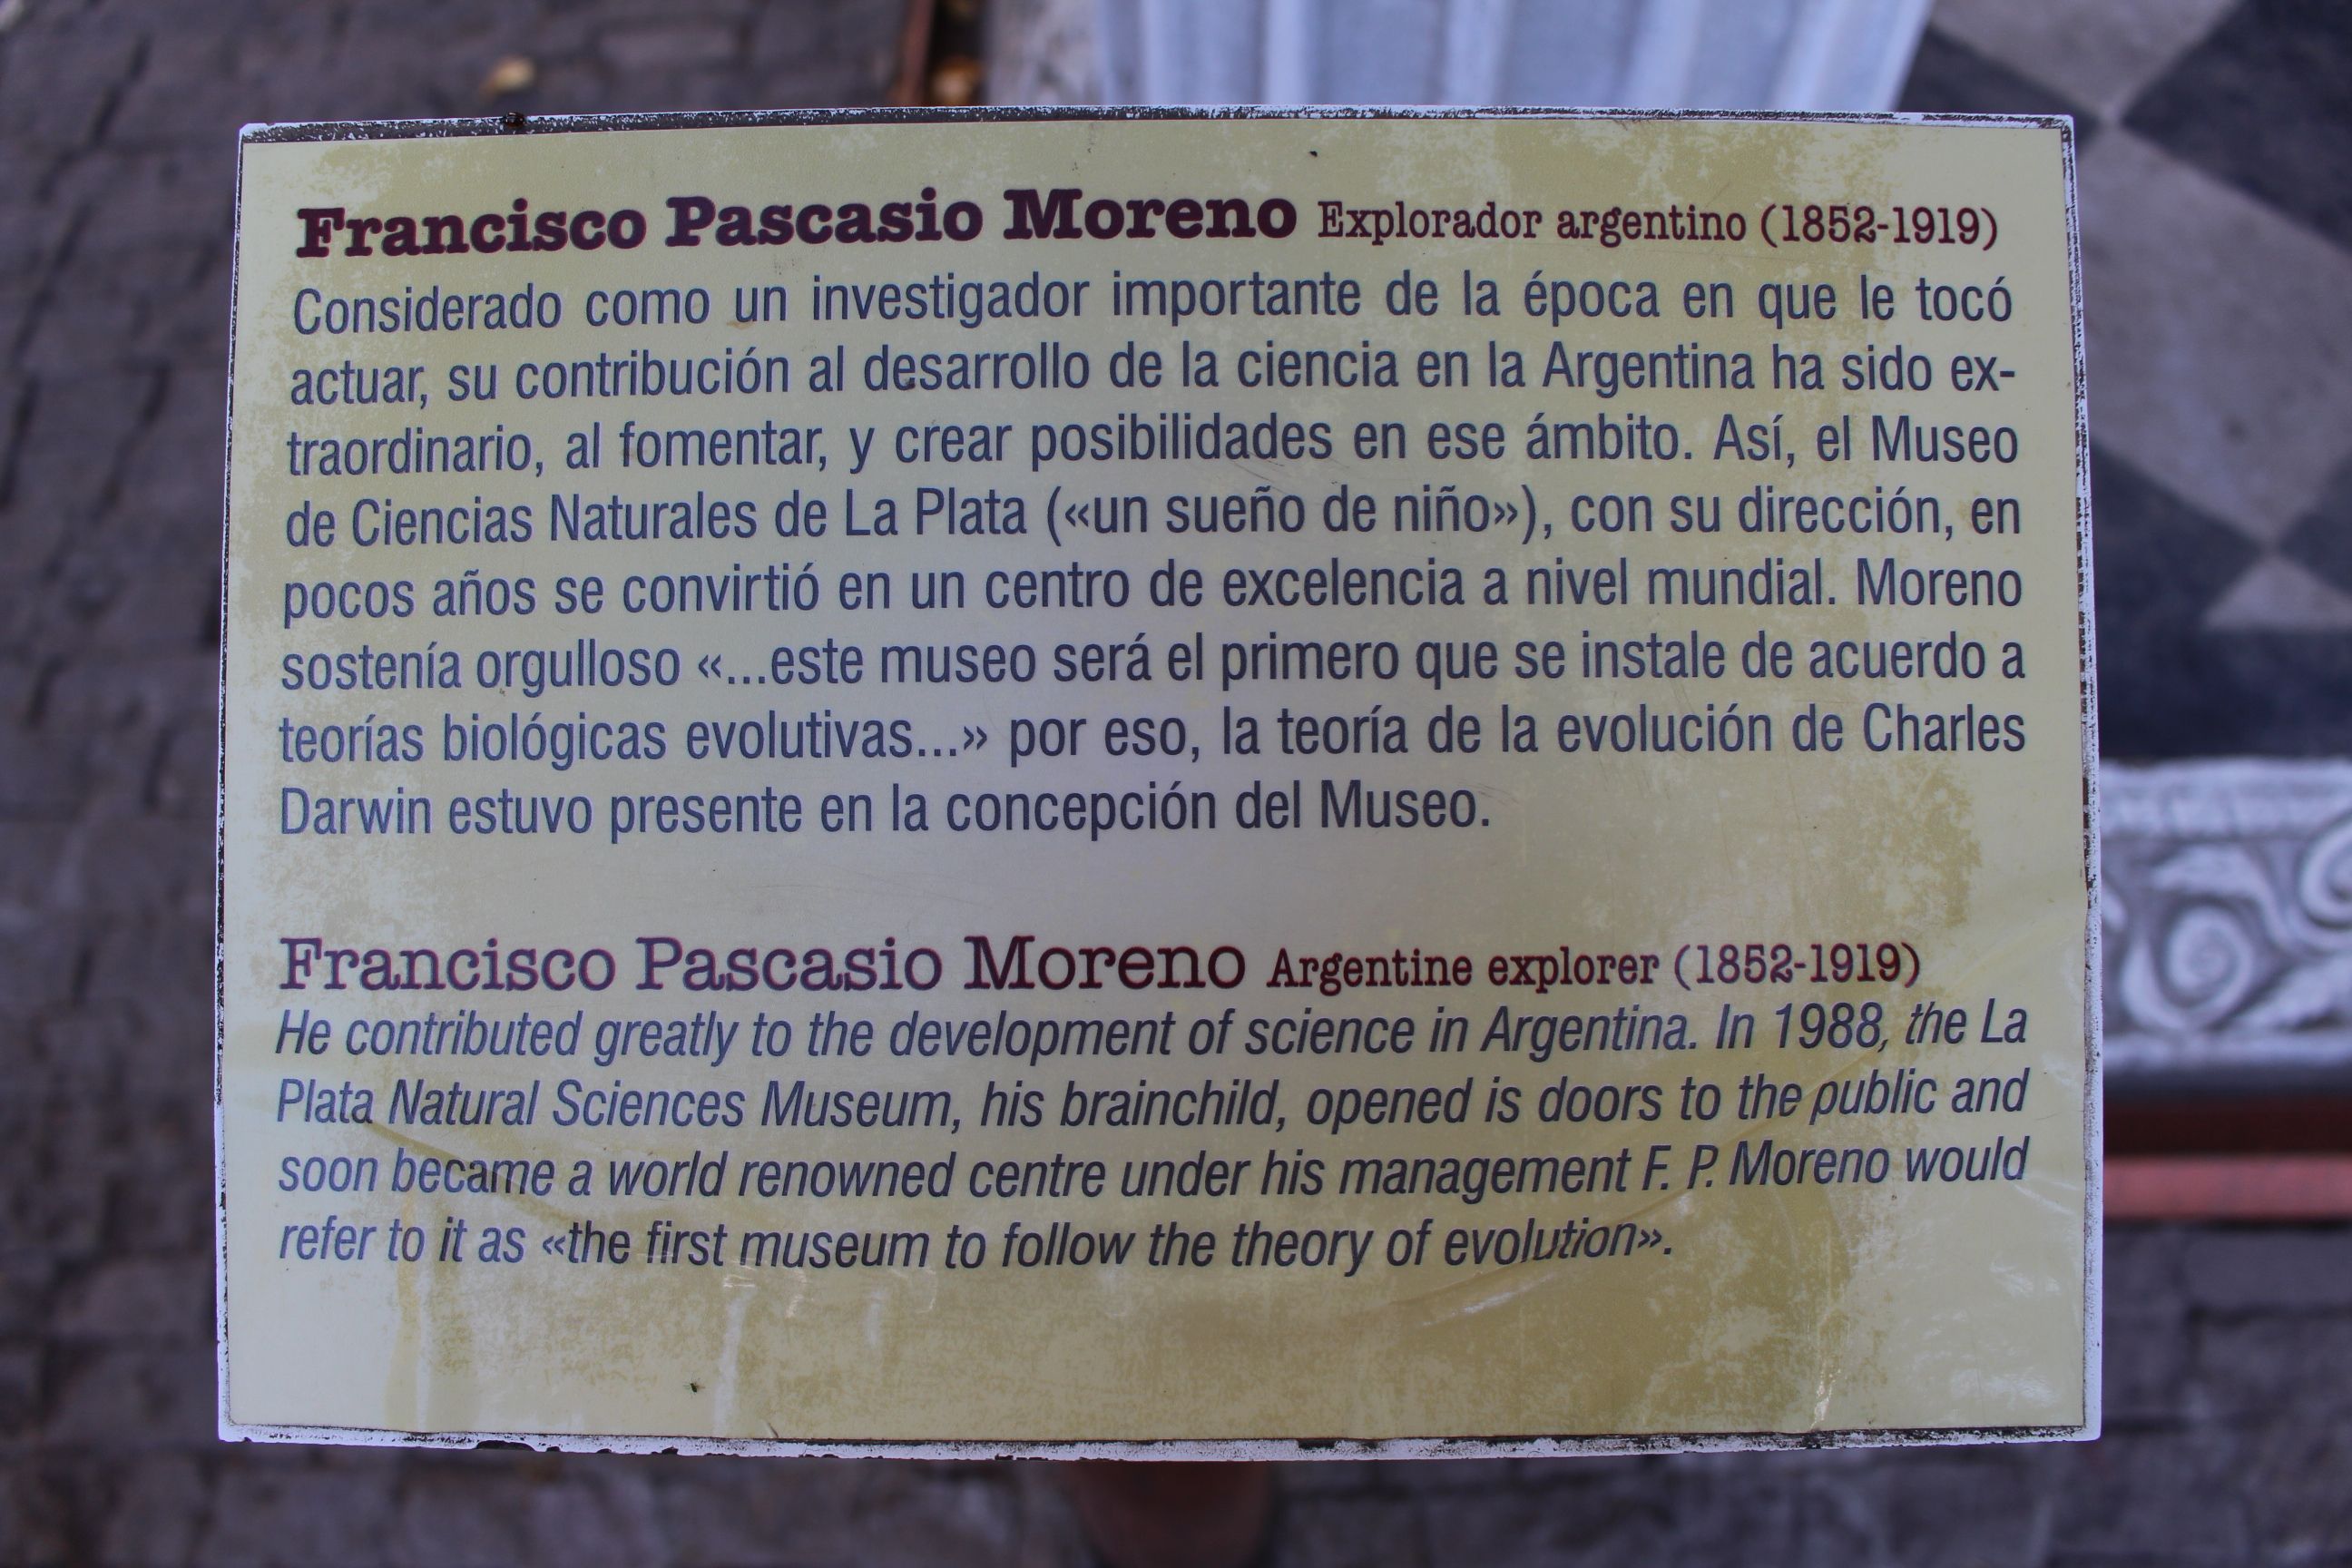 Francisco Pascasio Moreno Explorador argentino (1852-1919)
Considerado como un investigador importante de la época en que le tocó
actuar, su contribución al desarrollo de la ciencia en la Argentina ha sido ex-
traordinario, al fomentar, y crear posibilidades en ese ámbito. Así, el Museo
de Ciencias Naturales de La Plata («un sueño de niño»), con su dirección, en
pocos años se convirtió en un centro de excelencia a nivel mundial. Moreno
sostenía orgulloso «...este museo será el primero que se instale de acuerdo a
teorías biológicas evolutivas...» por eso, la teoría de la evolución de Charles
Darwin estuvo presente en la concepción del Museo.
Francisco Pascasio Moreno Argentine explorer (1852-1919)
He contributed greatly to the development of science in Argentina. In 1988, the La
Plata Natural Sciences Museum, his brainchild, opened is doors to the public and
soon became a world renowned centre under his management F. P. Moreno would
refer to it as «the first museum to follow the theory of evolution».